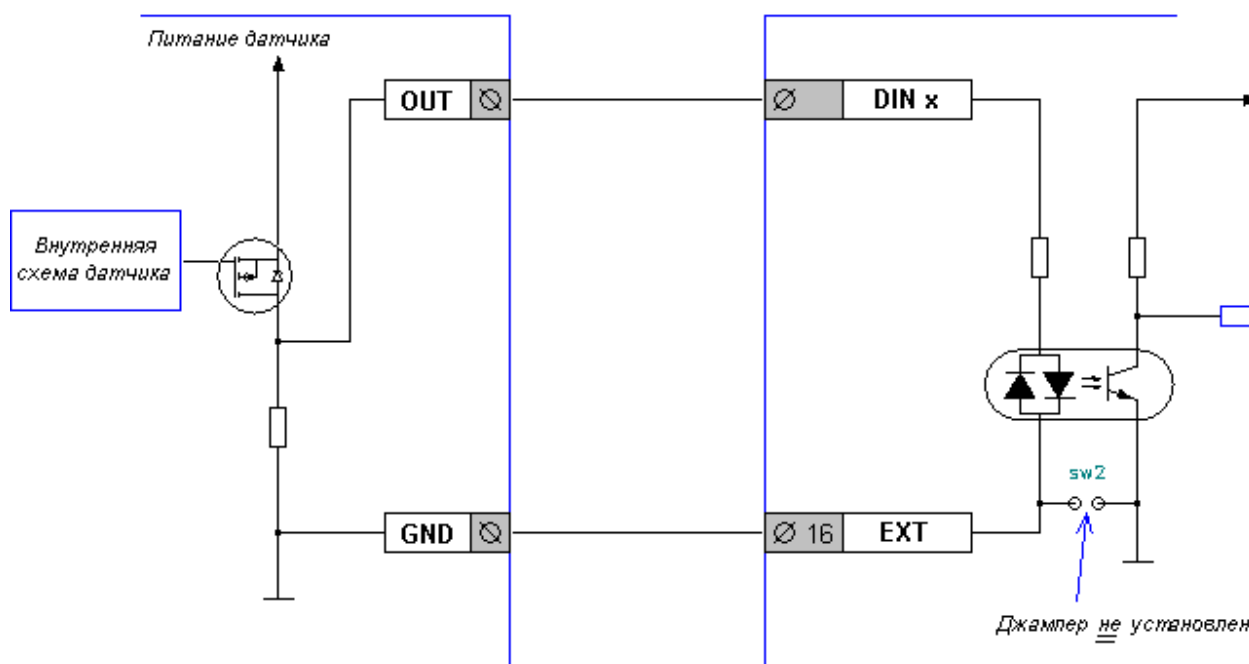 Питание датчика
OUT
DIN x
Внутренняя
схема датчика
sw2
GND
16 EXT
Джампер не установлен